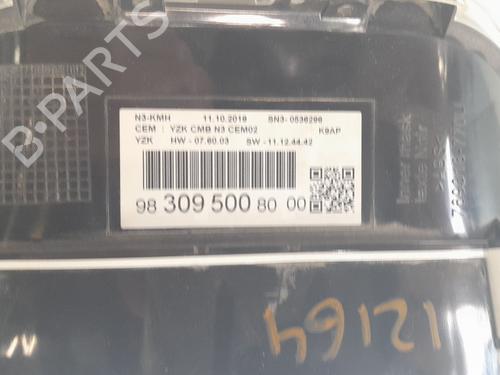 B-PARTS
N3-KMH 11.10.2019 SN3-0536296
CEM : YZK CMB N3 CEM02 K9AP
YZK HW - 07.60.03 SW - 11.12.44.42
98 309 500 80 00
12164